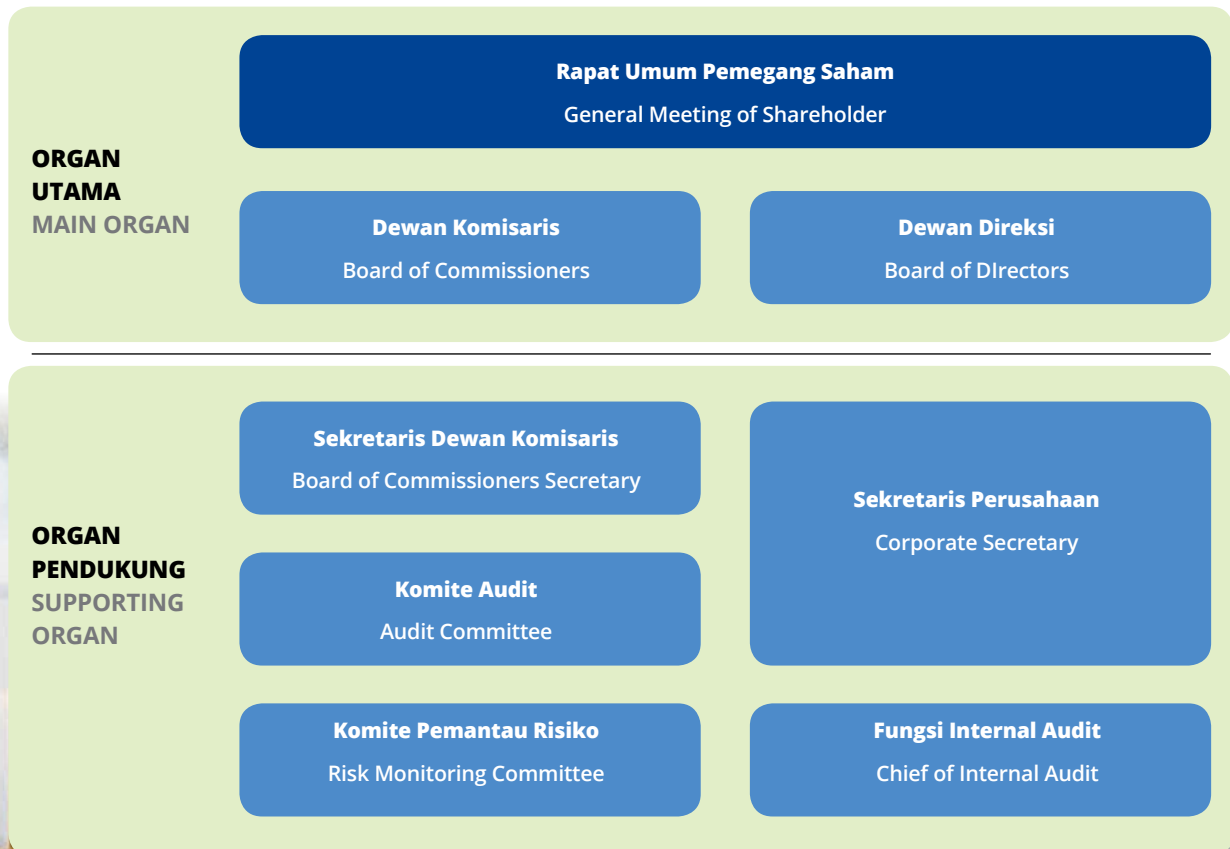 ORGAN
UTAMA
MAIN ORGAN
Rapat Umum Pemegang Saham
General Meeting of Shareholder
Dewan Komisaris
Board of Commissioners
Dewan Direksi
Board of DIrectors
ORGAN
PENDUKUNG
SUPPORTING
ORGAN
Sekretaris Dewan Komisaris
Board of Commissioners Secretary
Komite Audit
Audit Committee
Komite Pemantau Risiko
Risk Monitoring Committee
Sekretaris Perusahaan
Corporate Secretary
Fungsi Internal Audit
Chief of Internal Audit